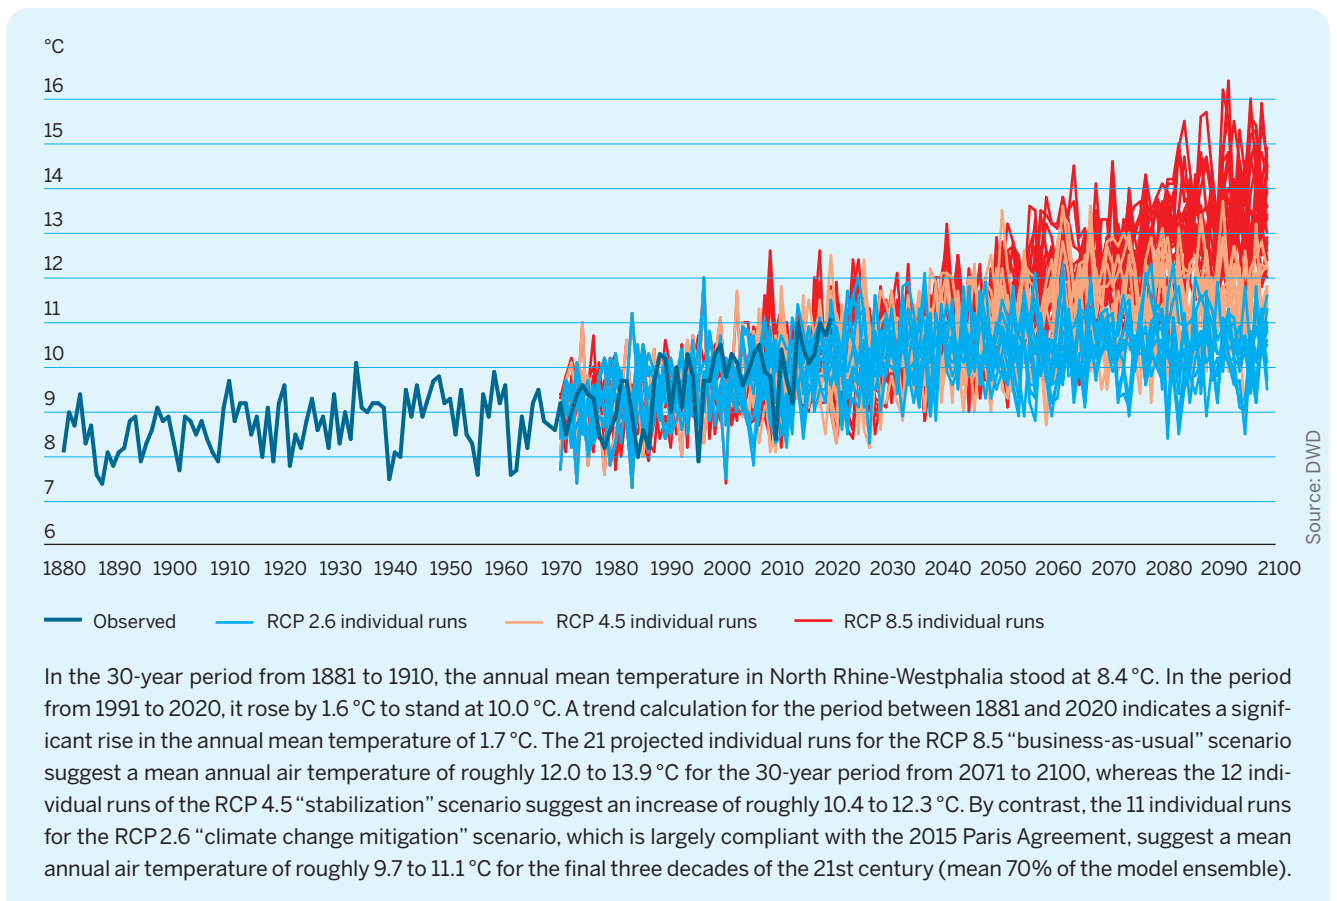 °C
16
15
14
13
12
11
10
9
8
7
6
1880 1890 1900 1910 1920 1930 1940 1950 1960 1970 1980 1990 2000 2010 2020 2030 2040 2050 2060 2070 2080 2090 2100
Source: DWD
Observed RCP 2.6 individual runs RCP 4.5 individual runs RCP 8.5 individual runs
In the 30-year period from 1881 to 1910, the annual mean temperature in North Rhine-Westphalia stood at 8.4 °C. In the period
from 1991 to 2020, it rose by 1.6 °C to stand at 10.0 °C. A trend calculation for the period between 1881 and 2020 indicates a signif-
icant rise in the annual mean temperature of 1.7 °C. The 21 projected individual runs for the RCP 8.5 “business-as-usual” scenario
suggest a mean annual air temperature of roughly 12.0 to 13.9 °C for the 30-year period from 2071 to 2100, whereas the 12 indi-
vidual runs of the RCP 4.5 “stabilization” scenario suggest an increase of roughly 10.4 to 12.3 °C. By contrast, the 11 individual runs
for the RCP 2.6 “climate change mitigation” scenario, which is largely compliant with the 2015 Paris Agreement, suggest a mean
annual air temperature of roughly 9.7 to 11.1 °C for the final three decades of the 21st century (mean 70% of the model ensemble).